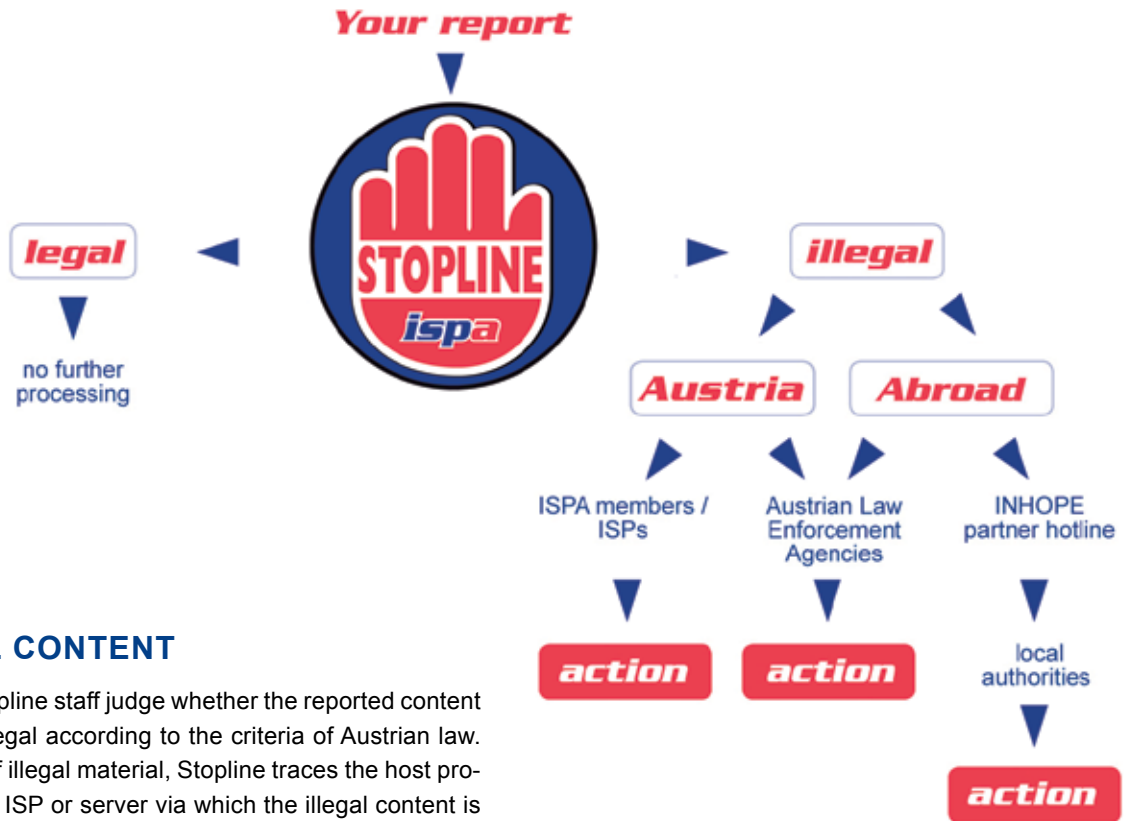 Your report
STOPLINE
ispa
legal
illegal
no further
processing
Austria
Abroad
ISPA members /
ISPs
Austrian Law
Enforcement
Agencies
INHOPE
partner hotline
action
action
local
authorities
action
CONTENT
pline staff judge whether the reported content
egal according to the criteria of Austrian law.
f illegal material, Stopline traces the host pro-
ISP or server via which the illegal content is